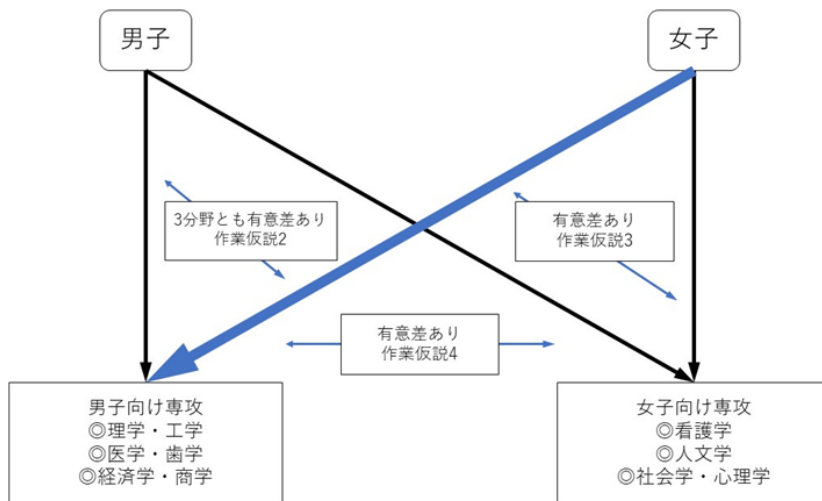 男子
女子
3分野とも有意差あり
作業仮説2
有意差あり
作業仮説3
有意差あり
作業仮説4
男子向け専攻
◎理学・工学
◎医学・歯学
◎経済学・商学
女子向け専攻
◎看護学
◎人文学
◎社会学・心理学